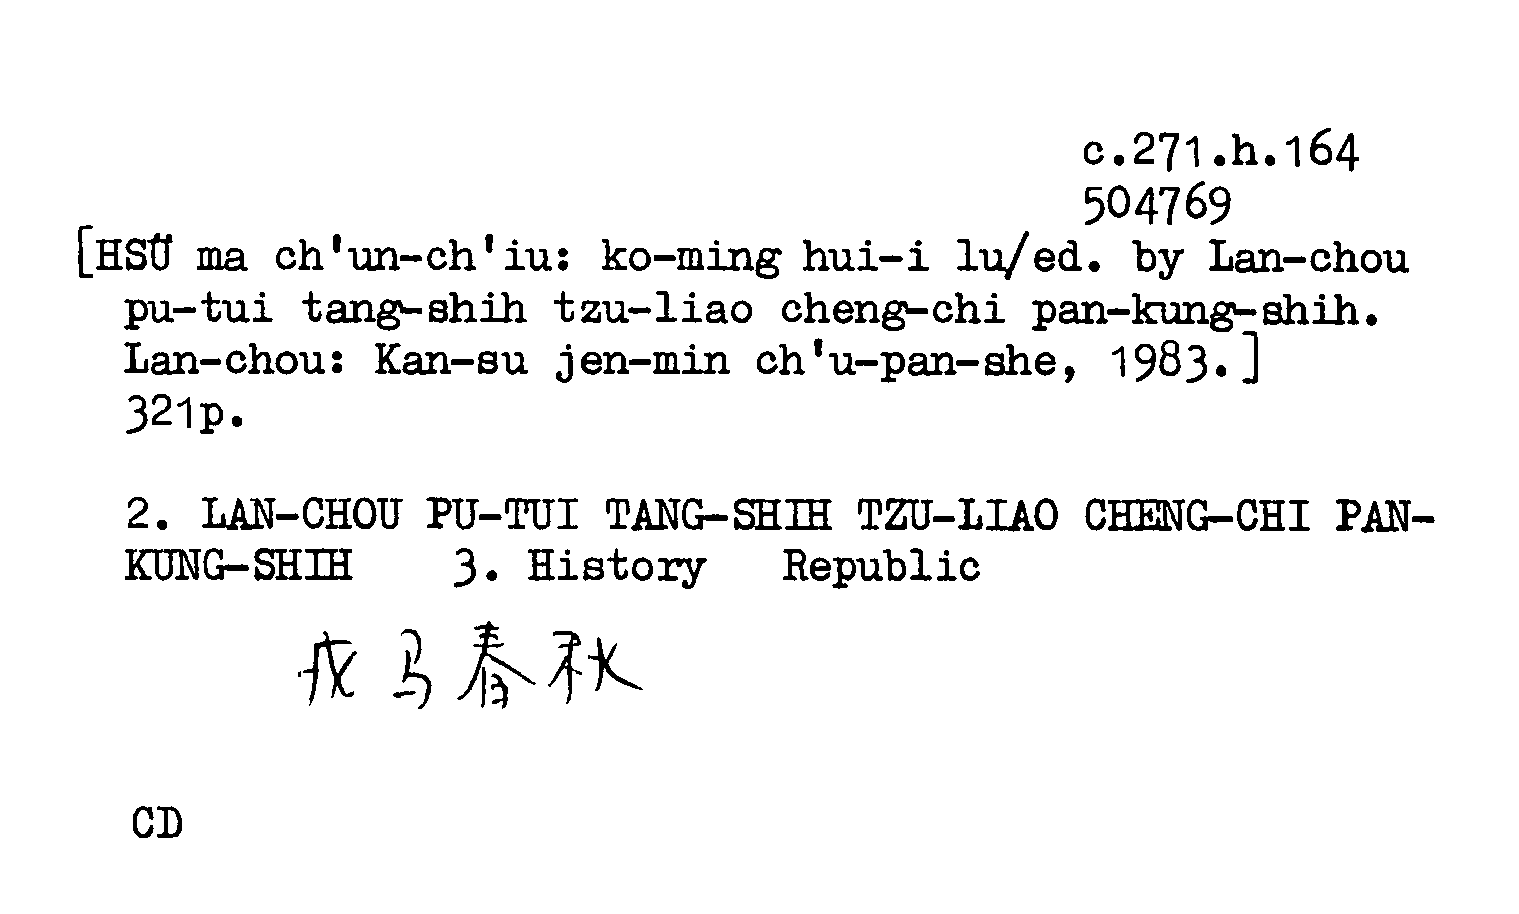 c.271.h.164
504769
[HSÜ ma ch'un-ch'iu: ko-ming hui-i lu/ed. by Lan-chou
pu-tui tang-shih tzu-liao cheng-chi pan-kung-shih.
Lan-chou: Kan-su jen-min ch'u-pan-she, 1983.]
321p.
2. LAN-CHOU PU-TUI TANG-SHIH TZU-LIAO CHENG-CHI PAN-
KUNG-SHIH 3. History Republic
戎马春秋
CD